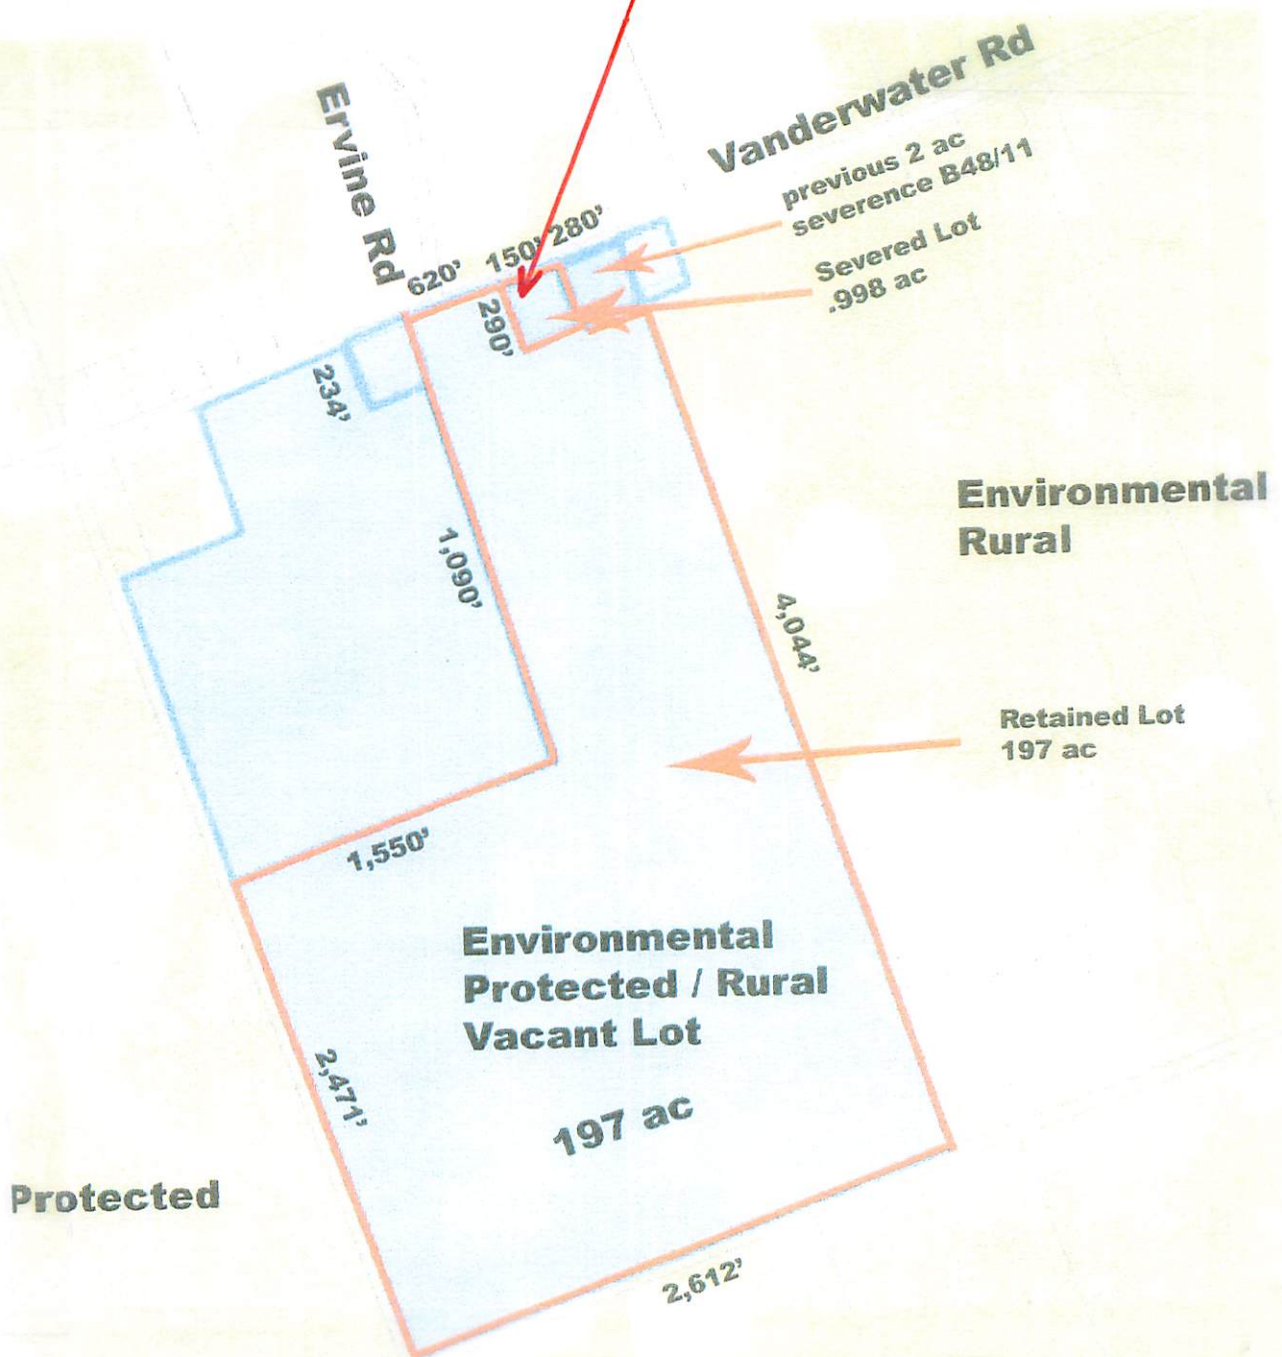 Ervine Rd
Vanderwater Rd
previous 2 ac
severence B48/11
Severed Lot
.998 ac
620’
150’
280’
290’
234’
1,090’
4,044’
Environmental
Rural
Retained Lot
197 ac
1,550’
Environmental
Protected / Rural
Vacant Lot
197 ac
2,471’
Protected
2,612’